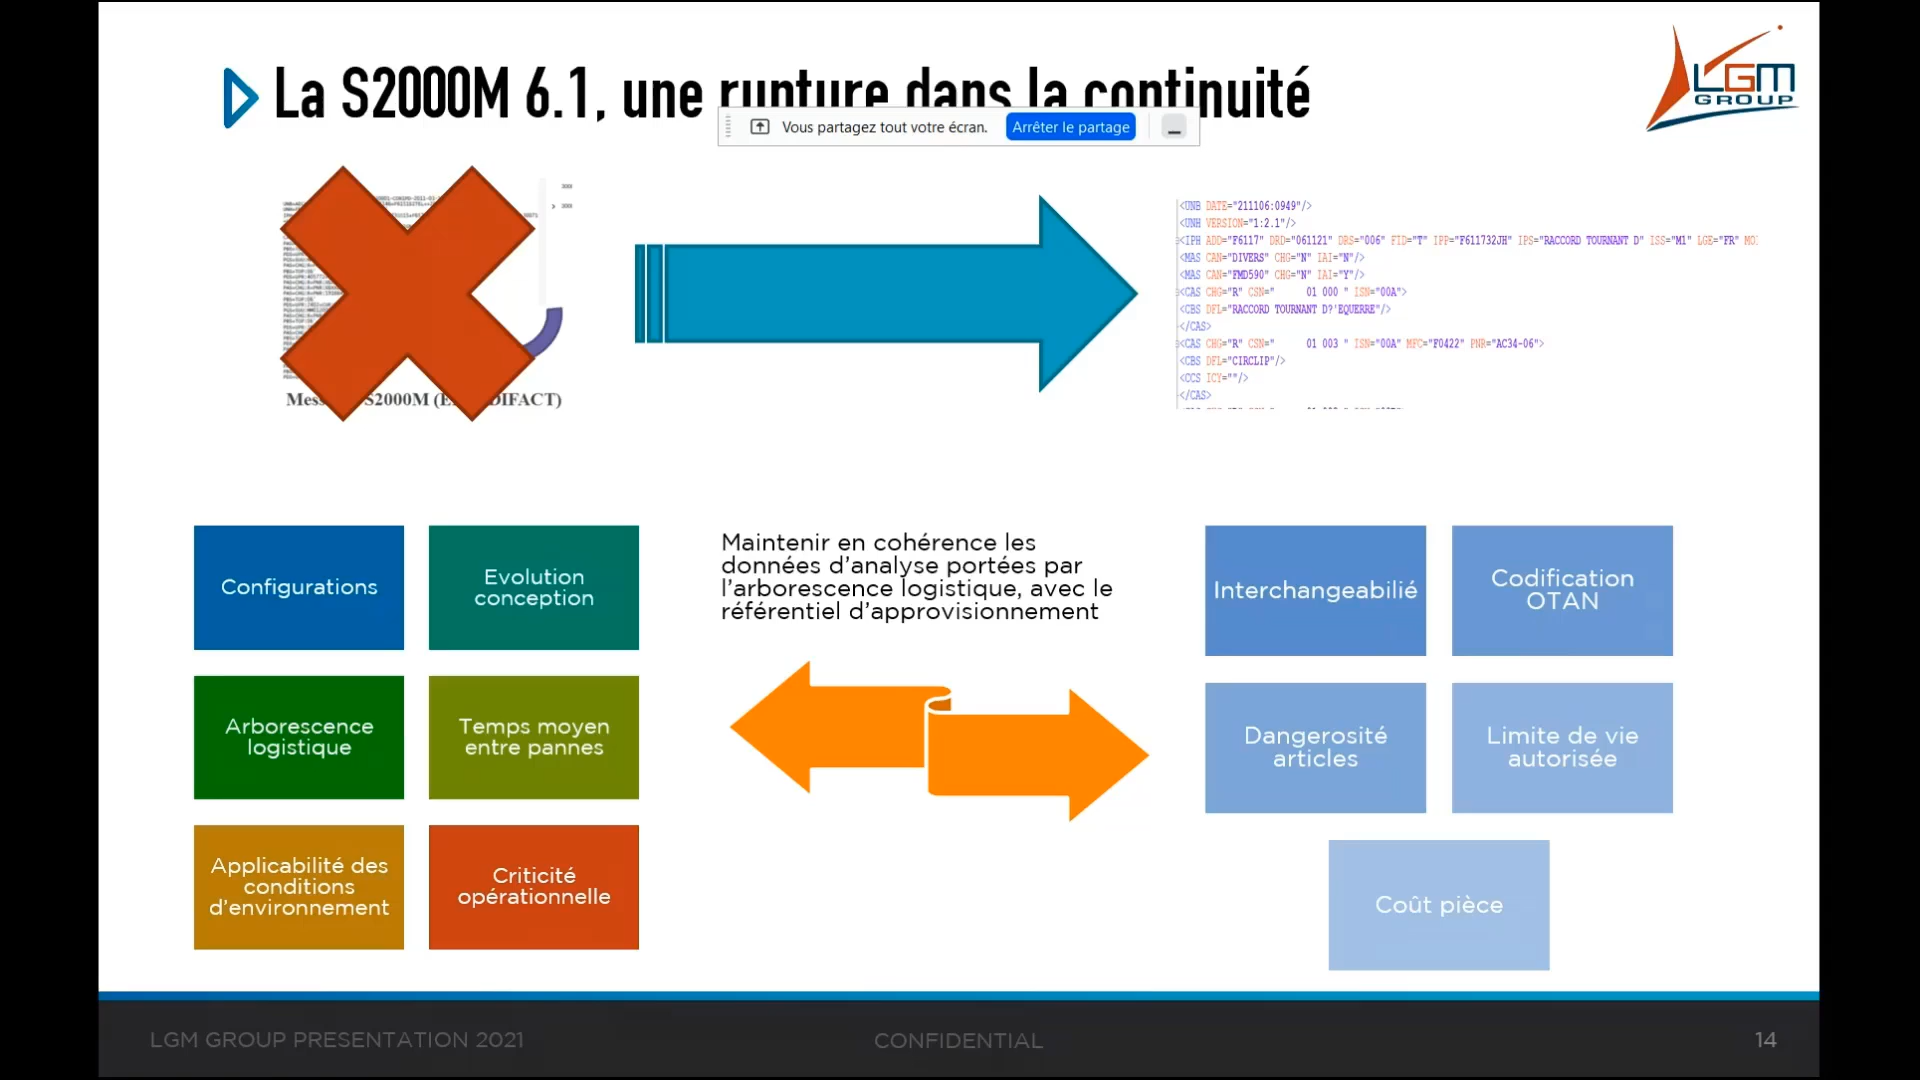 La S2000M 6.1, une rupture dans la continuité
LGM
GROUP
Vous partagez tout votre écran.
Arrêter le partage
3000
3000
S2000M (E DIFACT)
<UNB DATE="211106:0949"/>
<UNH VERSION="1:2.1"/>
<IPH ADD="F6117" DRD="061121" DRS="006" FID="T" IPP="F611732JH" IPS="RACCORD TOURNANT D" ISS="M1" LGE="FR" MO
<MAS CAN="DIVERS" CHG="N" IAI="N"/>
<MAS CAN="FMD590" CHG="N" IAI="Y"/>
<CAS CHG="R" CSN="     01 000 " ISN="00A">
<CBS DFL="RACCORD TOURNANT D?'EQUERRE"/>
</CAS>
<CAS CHG="R" CSN="     01 003 " ISN="00A" MFC="F0422" PNR="AC34-06">
<CBS DFL="CIRCLIP"/>
<CCS ICY=""/>
</CAS>
Configurations
Evolution
conception
Arborescence
logistique
Temps moyen
entre pannes
Applicabilité des
conditions
d'environnement
Criticité
opérationnelle
Maintenir en cohérence les
données d'analyse portées par
l'arborescence logistique, avec le
référentiel d'approvisionnement
Interchangeabilié
Codification
OTAN
Dangerosité
articles
Limite de vie
autorisée
Coût pièce
LGM GROUP PRESENTATION 2021
CONFIDENTIAL
14